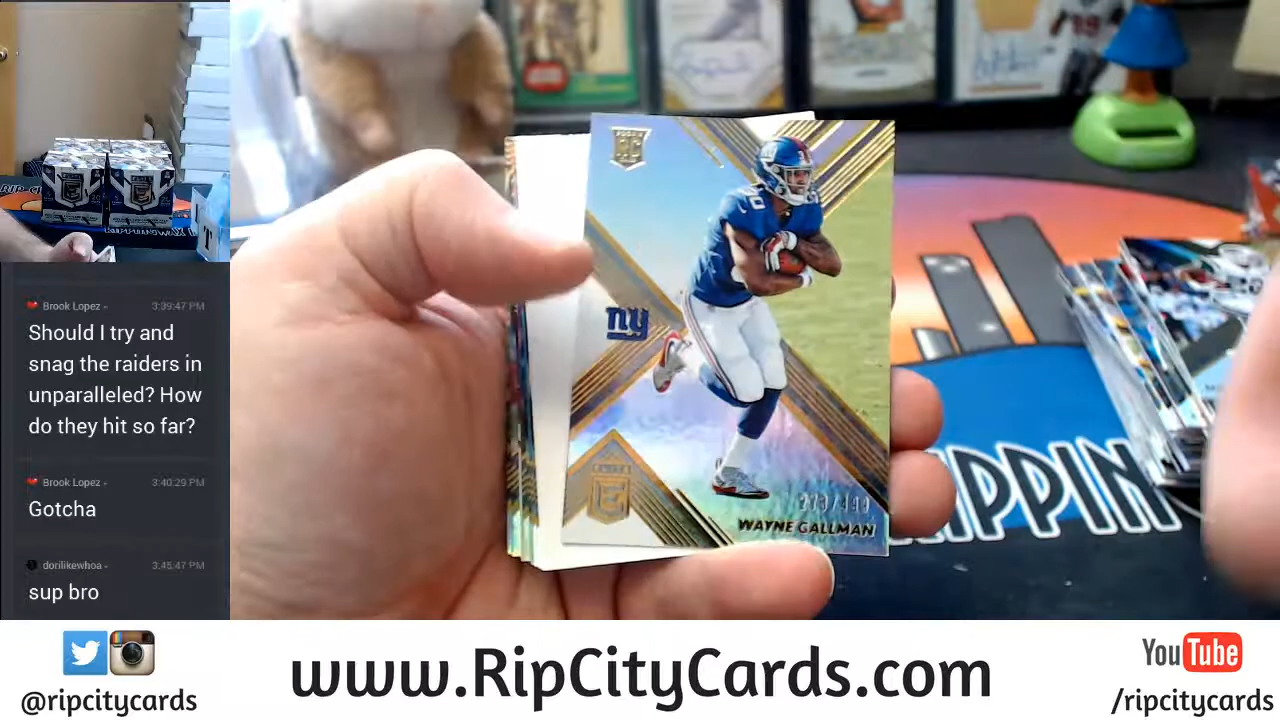 Brook Lopez
3:39:47 PM
Should I try and
snag the raiders in
unparalleled? How
do they hit so far?
Brook Lopez
3:40:29 PM
Gotcha
dorilikewhoa
3:45:47 PM
sup bro
RC
ny
E
WAYNE GALLMAN
RIPPIN
www.RipCityCards.com
@ripcitycards
YouTube
/ripcitycards